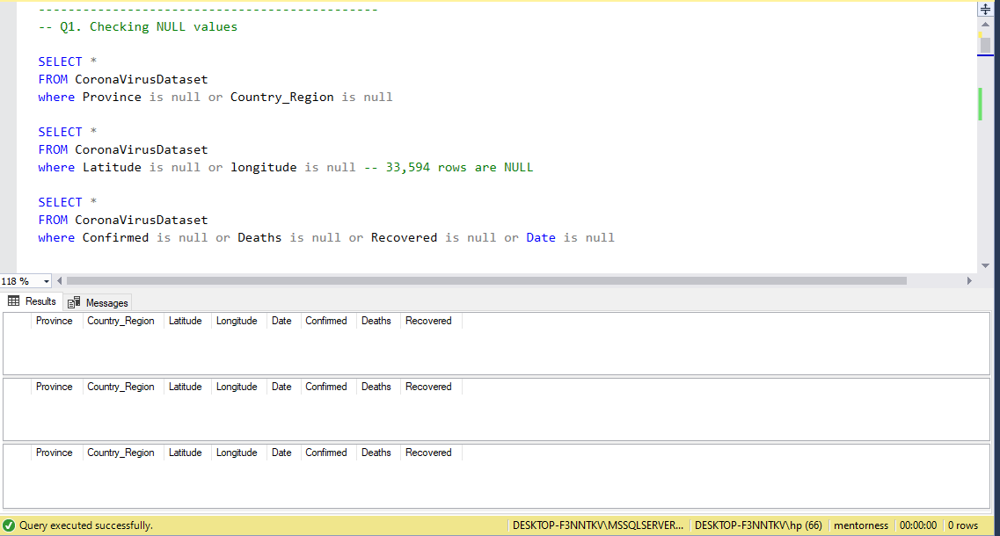 ----------------------------------------------
-- Q1. Checking NULL values
SELECT *
FROM CoronaVirusDataset
where Province is null or Country_Region is null
SELECT *
FROM CoronaVirusDataset
where Latitude is null or longitude is null -- 33,594 rows are NULL
SELECT *
FROM CoronaVirusDataset
where Confirmed is null or Deaths is null or Recovered is null or Date is null
118 %
Results Messages
Province Country_Region Latitude Longitude Date Confirmed Deaths Recovered
Province Country_Region Latitude Longitude Date Confirmed Deaths Recovered
Province Country_Region Latitude Longitude Date Confirmed Deaths Recovered
Query executed successfully. DESKTOP-F3NNTKV\MSSQLSERVER... DESKTOP-F3NNTKV\hp (66) mentorness 00:00:00 0 rows